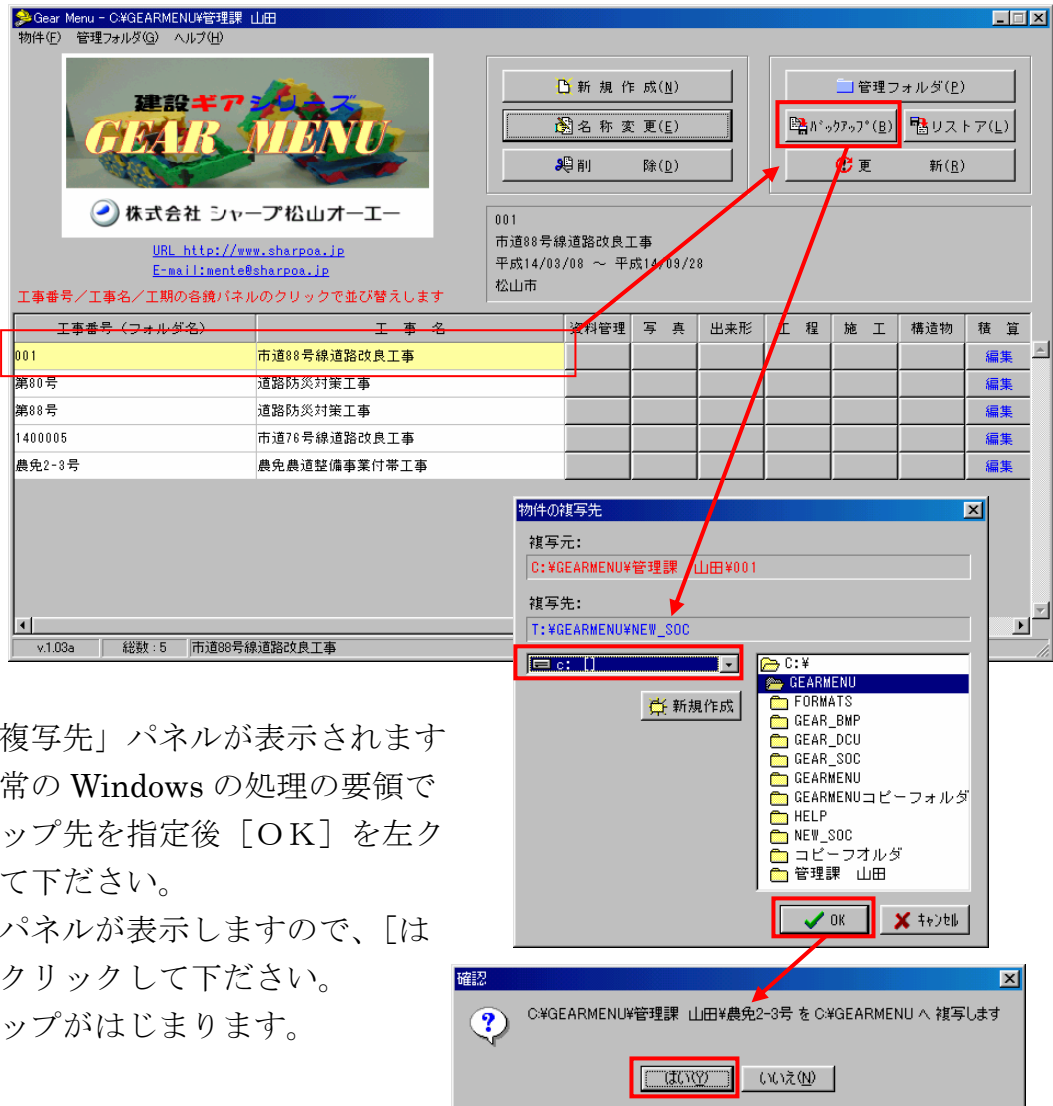 Gear Menu - C:¥GEARMENU¥管理課 山田
物件(F) 管理フォルダ(G) ヘルプ(H)
建設ギアシリーズ
GEAR MENU
株式会社 シャープ松山オーエー
URL http://www.sharpoa.jp
E-mail:mente@sharpoa.jp
工事番号/工事名/工期の各鏡パネルのクリックで並び替えします
新 規 作 成(N)
名 称 変 更(E)
削 除(D)
管理フォルダ(P)
バックアップ(B) リストア(L)
更 新(R)
001
市道88号線道路改良工事
平成14/03/08 ~ 平成14/09/28
松山市
工事番号(フォルダ名) 工 事 名 資料管理 写 真 出来形 工 程 施 工 構造物 積 算
001 市道88号線道路改良工事 編集
第80号 道路防災対策工事 編集
第88号 道路防災対策工事 編集
1400005 市道76号線道路改良工事 編集
農免2-3号 農免農道整備事業付帯工事 編集
v.1.03a 総数:5 市道88号線道路改良工事
物件の複写先
複写元:
C:¥GEARMENU¥管理課 山田¥001
複写先:
T:¥GEARMENU¥NEW_SOC
c: []
新規作成
C:¥
GEARMENU
FORMATS
GEAR_BMP
GEAR_DCU
GEAR_SOC
GEARMENU
GEARMENUコピーフォルダ
HELP
NEW_SOC
コピーフオルダ
管理課 山田
OK キャンセル
複写先」パネルが表示されます
常の Windows の処理の要領で
ップ先を指定後[OK]を左ク
て下ださい。
パネルが表示しますので、[は
クリックして下ださい。
ップがはじまります。
確認
C:¥GEARMENU¥管理課 山田¥農免2-3号 を C:¥GEARMENU へ 複写します
はい(Y) いいえ(N)